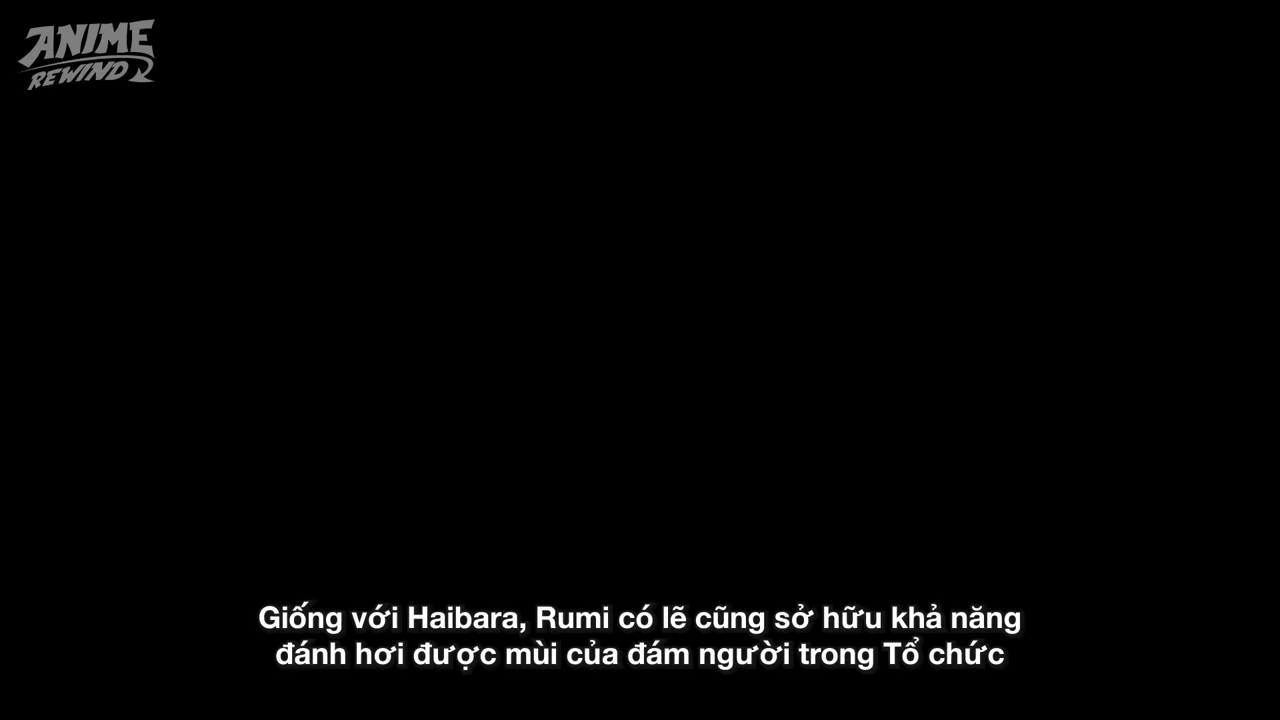 ANIME
REWIND
Giống với Haibara, Rumi có lẽ cũng sở hữu khả năng
đánh hơi được mùi của đám người trong Tổ chức